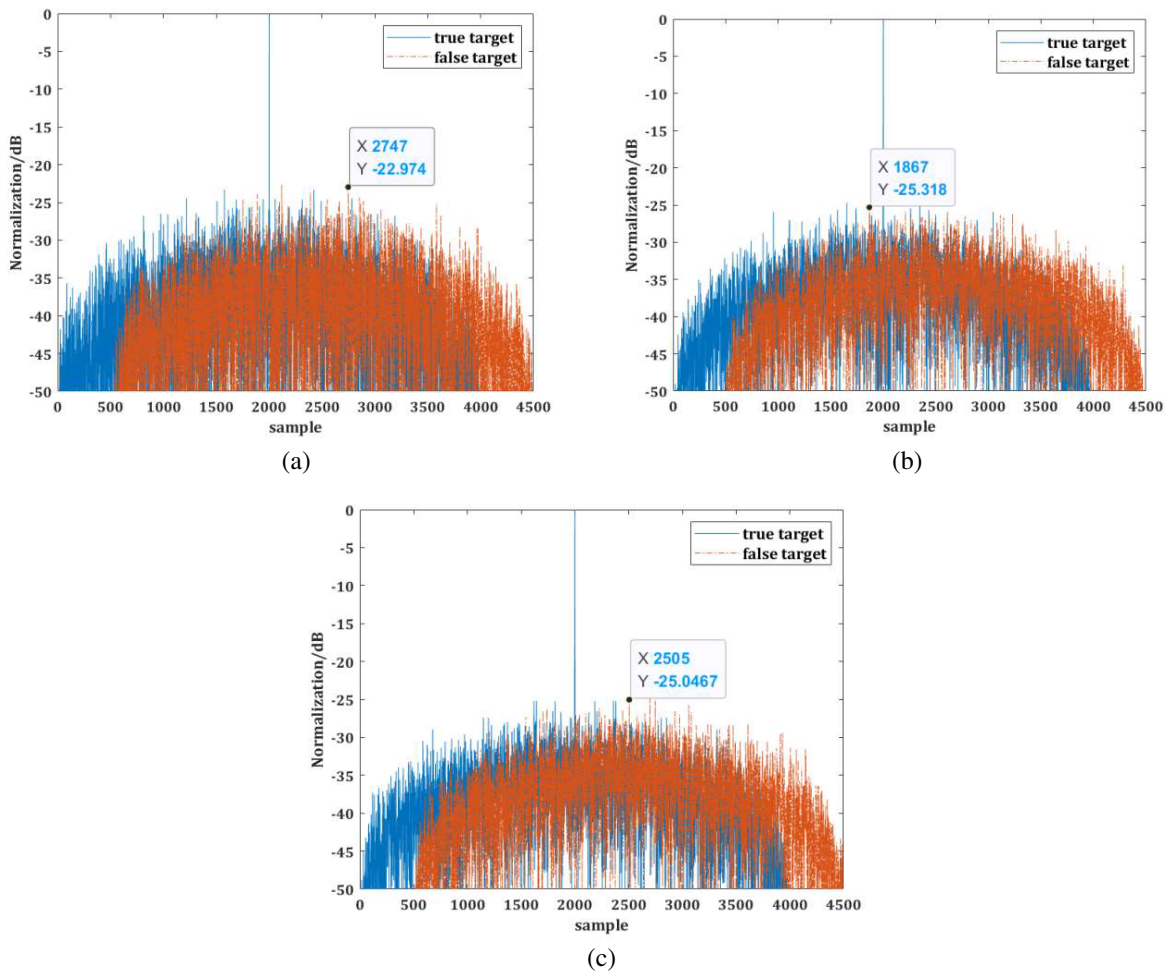 0
-5
-10
-15
-20
-25
-30
-35
-40
-45
-50
Normalization/dB
true target
false target
X 2747
Y -22.974
0 500 1000 1500 2000 2500 3000 3500 4000 4500
sample
(a)
0
-5
-10
-15
-20
-25
-30
-35
-40
-45
-50
Normalization/dB
true target
false target
X 1867
Y -25.318
0 500 1000 1500 2000 2500 3000 3500 4000 4500
sample
(b)
0
-5
-10
-15
-20
-25
-30
-35
-40
-45
-50
Normalization/dB
true target
false target
X 2505
Y -25.0467
0 500 1000 1500 2000 2500 3000 3500 4000 4500
sample
(c)